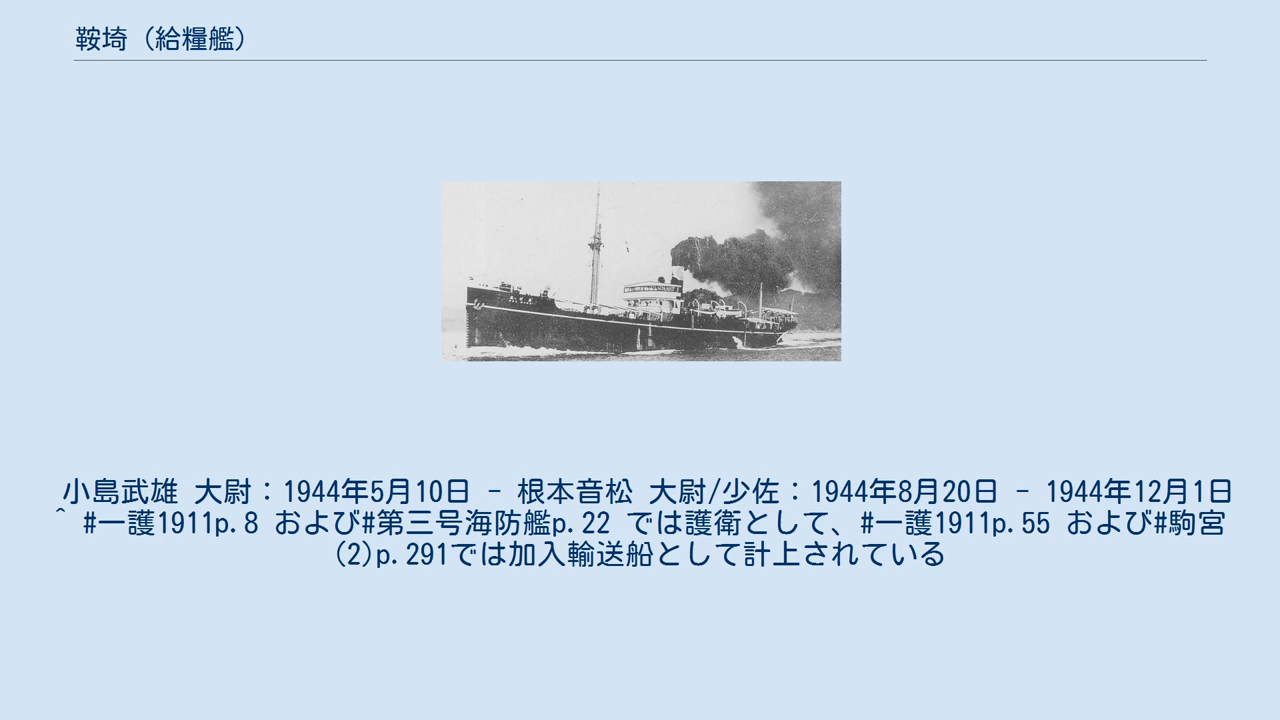 鞍埼（給糧艦）
小島武雄 大尉：1944年5月10日 - 根本音松 大尉/少佐：1944年8月20日 - 1944年12月1日
^ #一護1911p.8 および#第三号海防艦p.22 では護衛として、#一護1911p.55 および#駒宮
(2)p.291では加入輸送船として計上されている